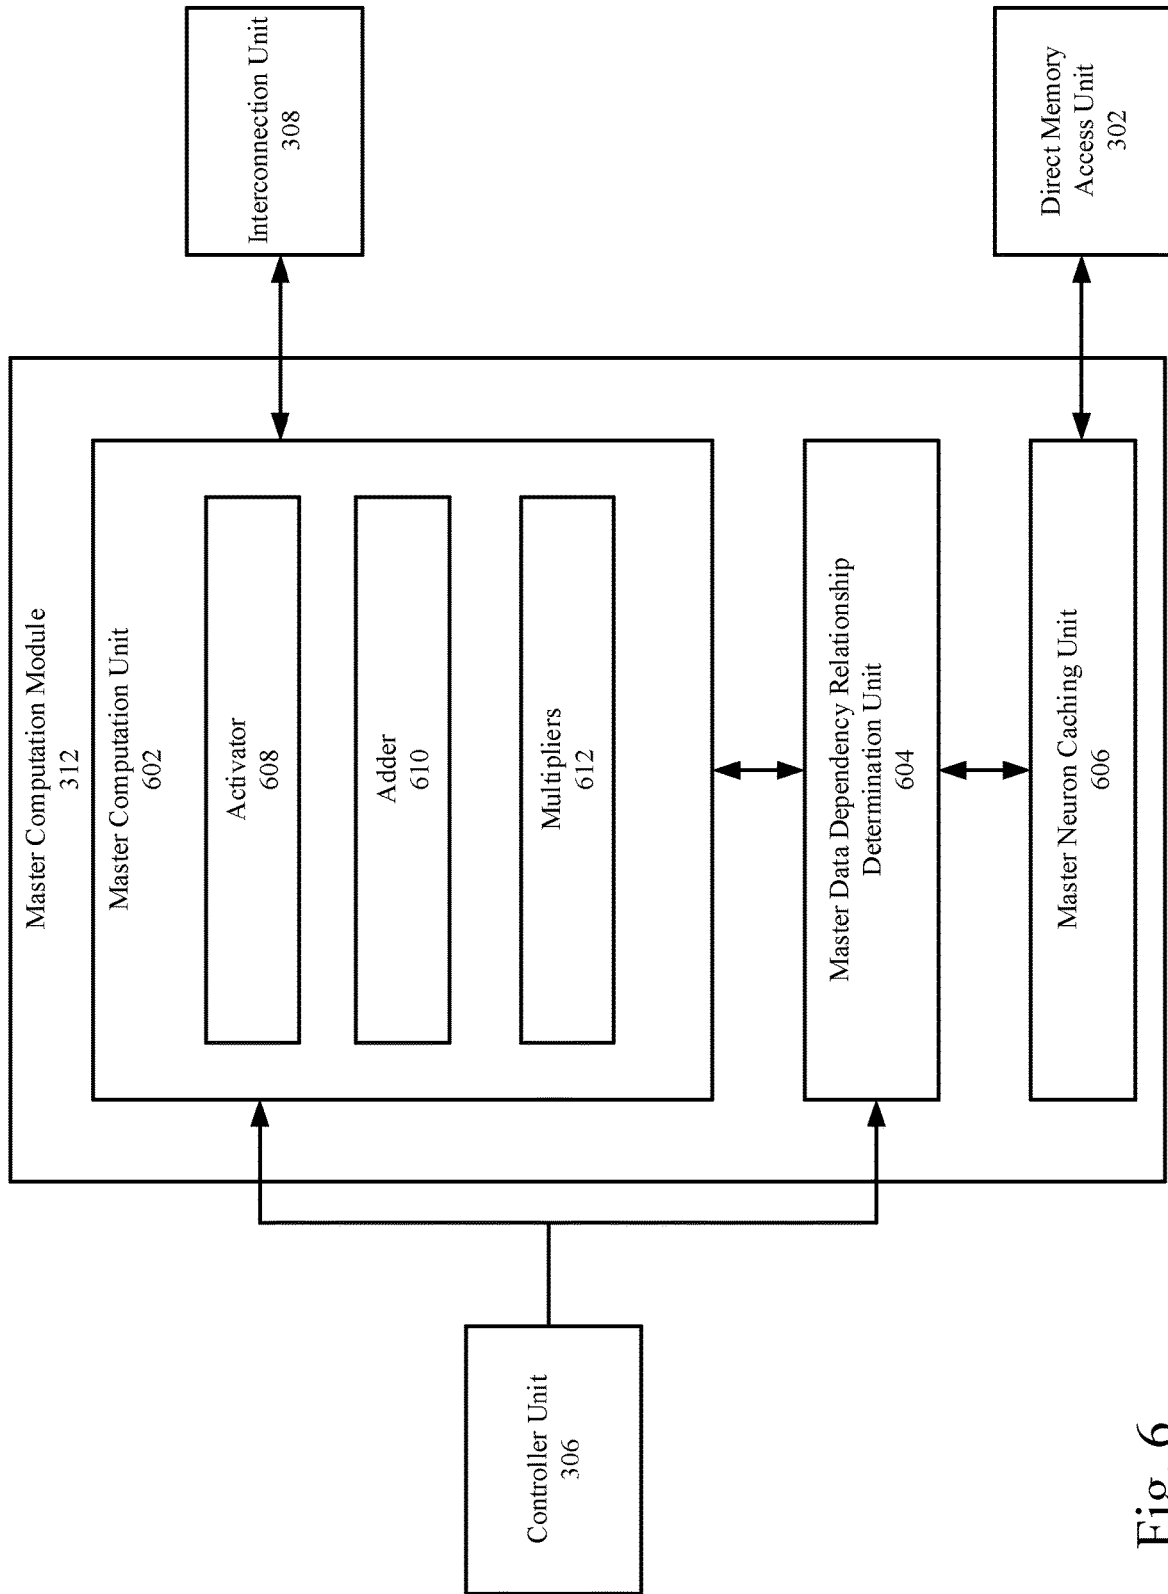 Master Computation Module
312
Master Computation Unit
602
Activator
608
Adder
610
Multipliers
612
Master Data Dependency Relationship
Determination Unit
604
Master Neuron Caching Unit
606
Controller Unit
306
Interconnection Unit
308
Direct Memory
Access Unit
302
Fig. 6